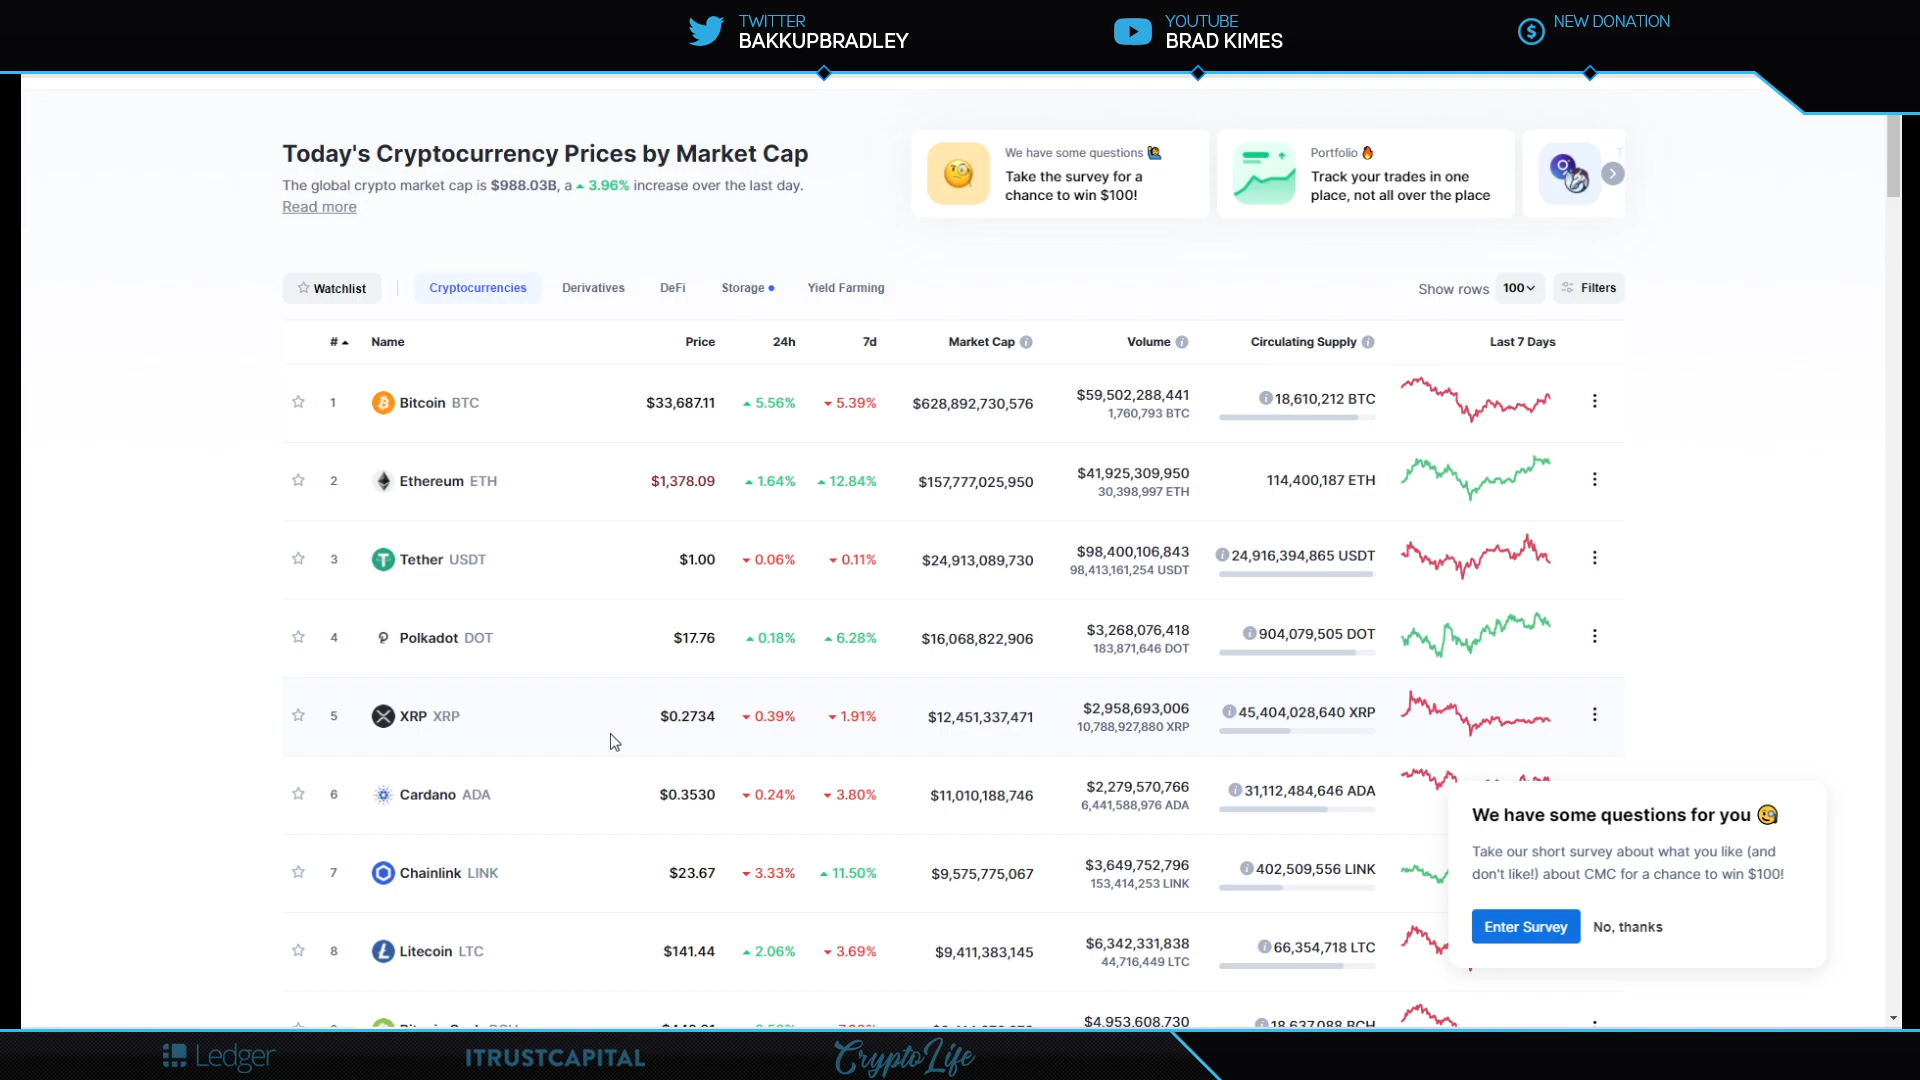 TWITTER
BAKKUPBRADLEY
YOUTUBE
BRAD KIMES
NEW DONATION
Today's Cryptocurrency Prices by Market Cap
The global crypto market cap is $988.03B, a 3.96% increase over the last day.
Read more
We have some questions
Take the survey for a
chance to win $100!
Portfolio
Track your trades in one
place, not all over the place
Watchlist
Cryptocurrencies
Derivatives
DeFi
Storage
Yield Farming
Show rows 100
Filters
# Name Price 24h 7d Market Cap Volume Circulating Supply Last 7 Days
1 Bitcoin BTC $33,687.11 5.56% 5.39% $628,892,730,576 $59,502,288,441 18,610,212 BTC
1,760,793 BTC
2 Ethereum ETH $1,378.09 1.64% 12.84% $157,777,025,950 $41,925,309,950 114,400,187 ETH
30,398,997 ETH
3 Tether USDT $1.00 0.06% 0.11% $24,913,089,730 $98,400,106,843 24,916,394,865 USDT
98,413,161,254 USDT
4 Polkadot DOT $17.76 0.18% 6.28% $16,068,822,906 $3,268,076,418 904,079,505 DOT
183,871,646 DOT
5 XRP XRP $0.2734 0.39% 1.91% $12,451,337,471 $2,958,693,006 45,404,028,640 XRP
10,788,927,880 XRP
6 Cardano ADA $0.3530 0.24% 3.80% $11,010,188,746 $2,279,570,766 31,112,484,646 ADA
6,441,588,976 ADA
7 Chainlink LINK $23.67 3.33% 11.50% $9,575,775,067 $3,649,752,796 402,509,556 LINK
153,414,253 LINK
8 Litecoin LTC $141.44 2.06% 3.69% $9,411,383,145 $6,342,331,838 66,354,718 LTC
44,716,449 LTC
$4,953,608,730 18,637,088 BCH
We have some questions for you
Take our short survey about what you like (and
don't like!) about CMC for a chance to win $100!
Enter Survey
No, thanks
Ledger
ITRUSTCAPITAL
CryptoLife